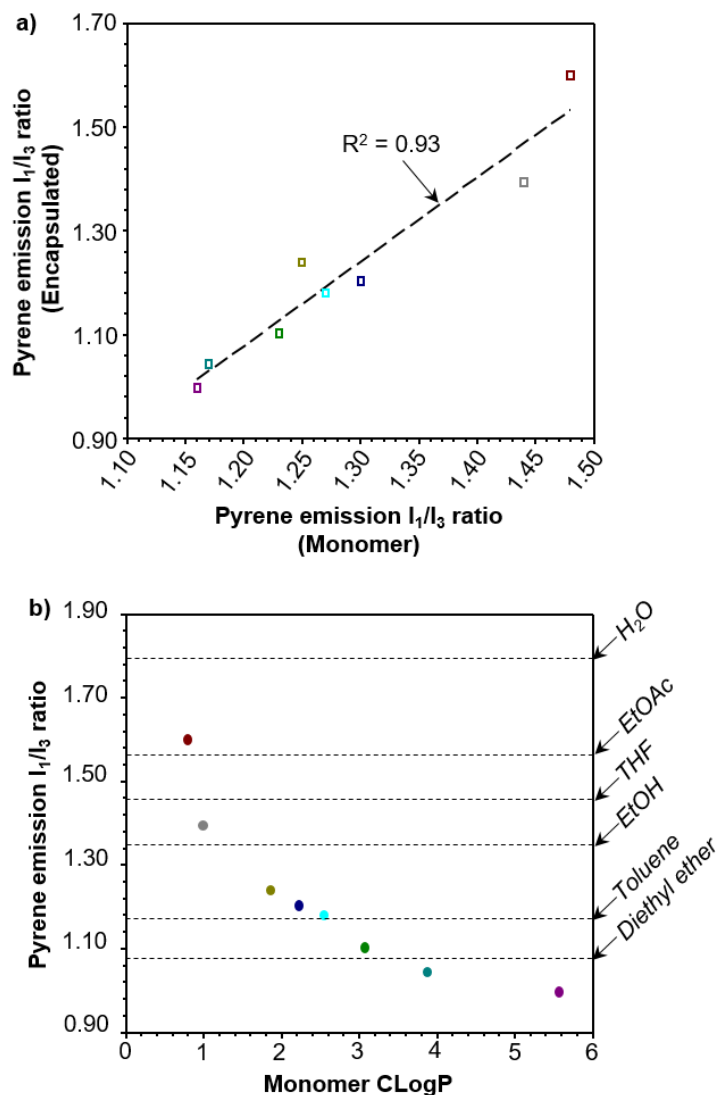 a)
Pyrene emission I₁/I₃ ratio
(Encapsulated)
1.70
1.50
1.30
1.10
0.90
R² = 0.93
1.10
1.15
1.20
1.25
1.30
1.35
1.40
1.45
1.50
Pyrene emission I₁/I₃ ratio
(Monomer)
b)
Pyrene emission I₁/I₃ ratio
1.90
1.70
1.50
1.30
1.10
0.90
H₂O
EtOAc
THF
EtOH
Toluene
Diethyl ether
0
1
2
3
4
5
6
Monomer CLogP